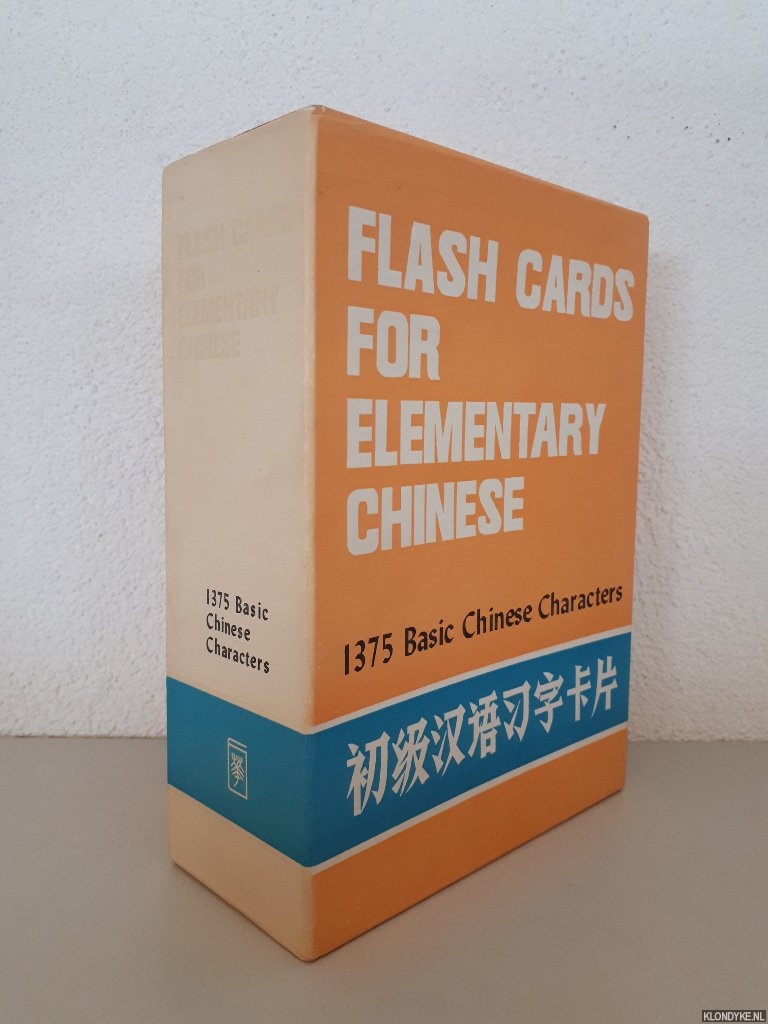 FLASH CARDS
FOR
ELEMENTARY
CHINESE
1375 Basic
Chinese
Characters
華
FLASH CARDS
FOR
ELEMENTARY
CHINESE
1375 Basic Chinese Characters
初级汉语习字卡片
KLONDYKE.NL